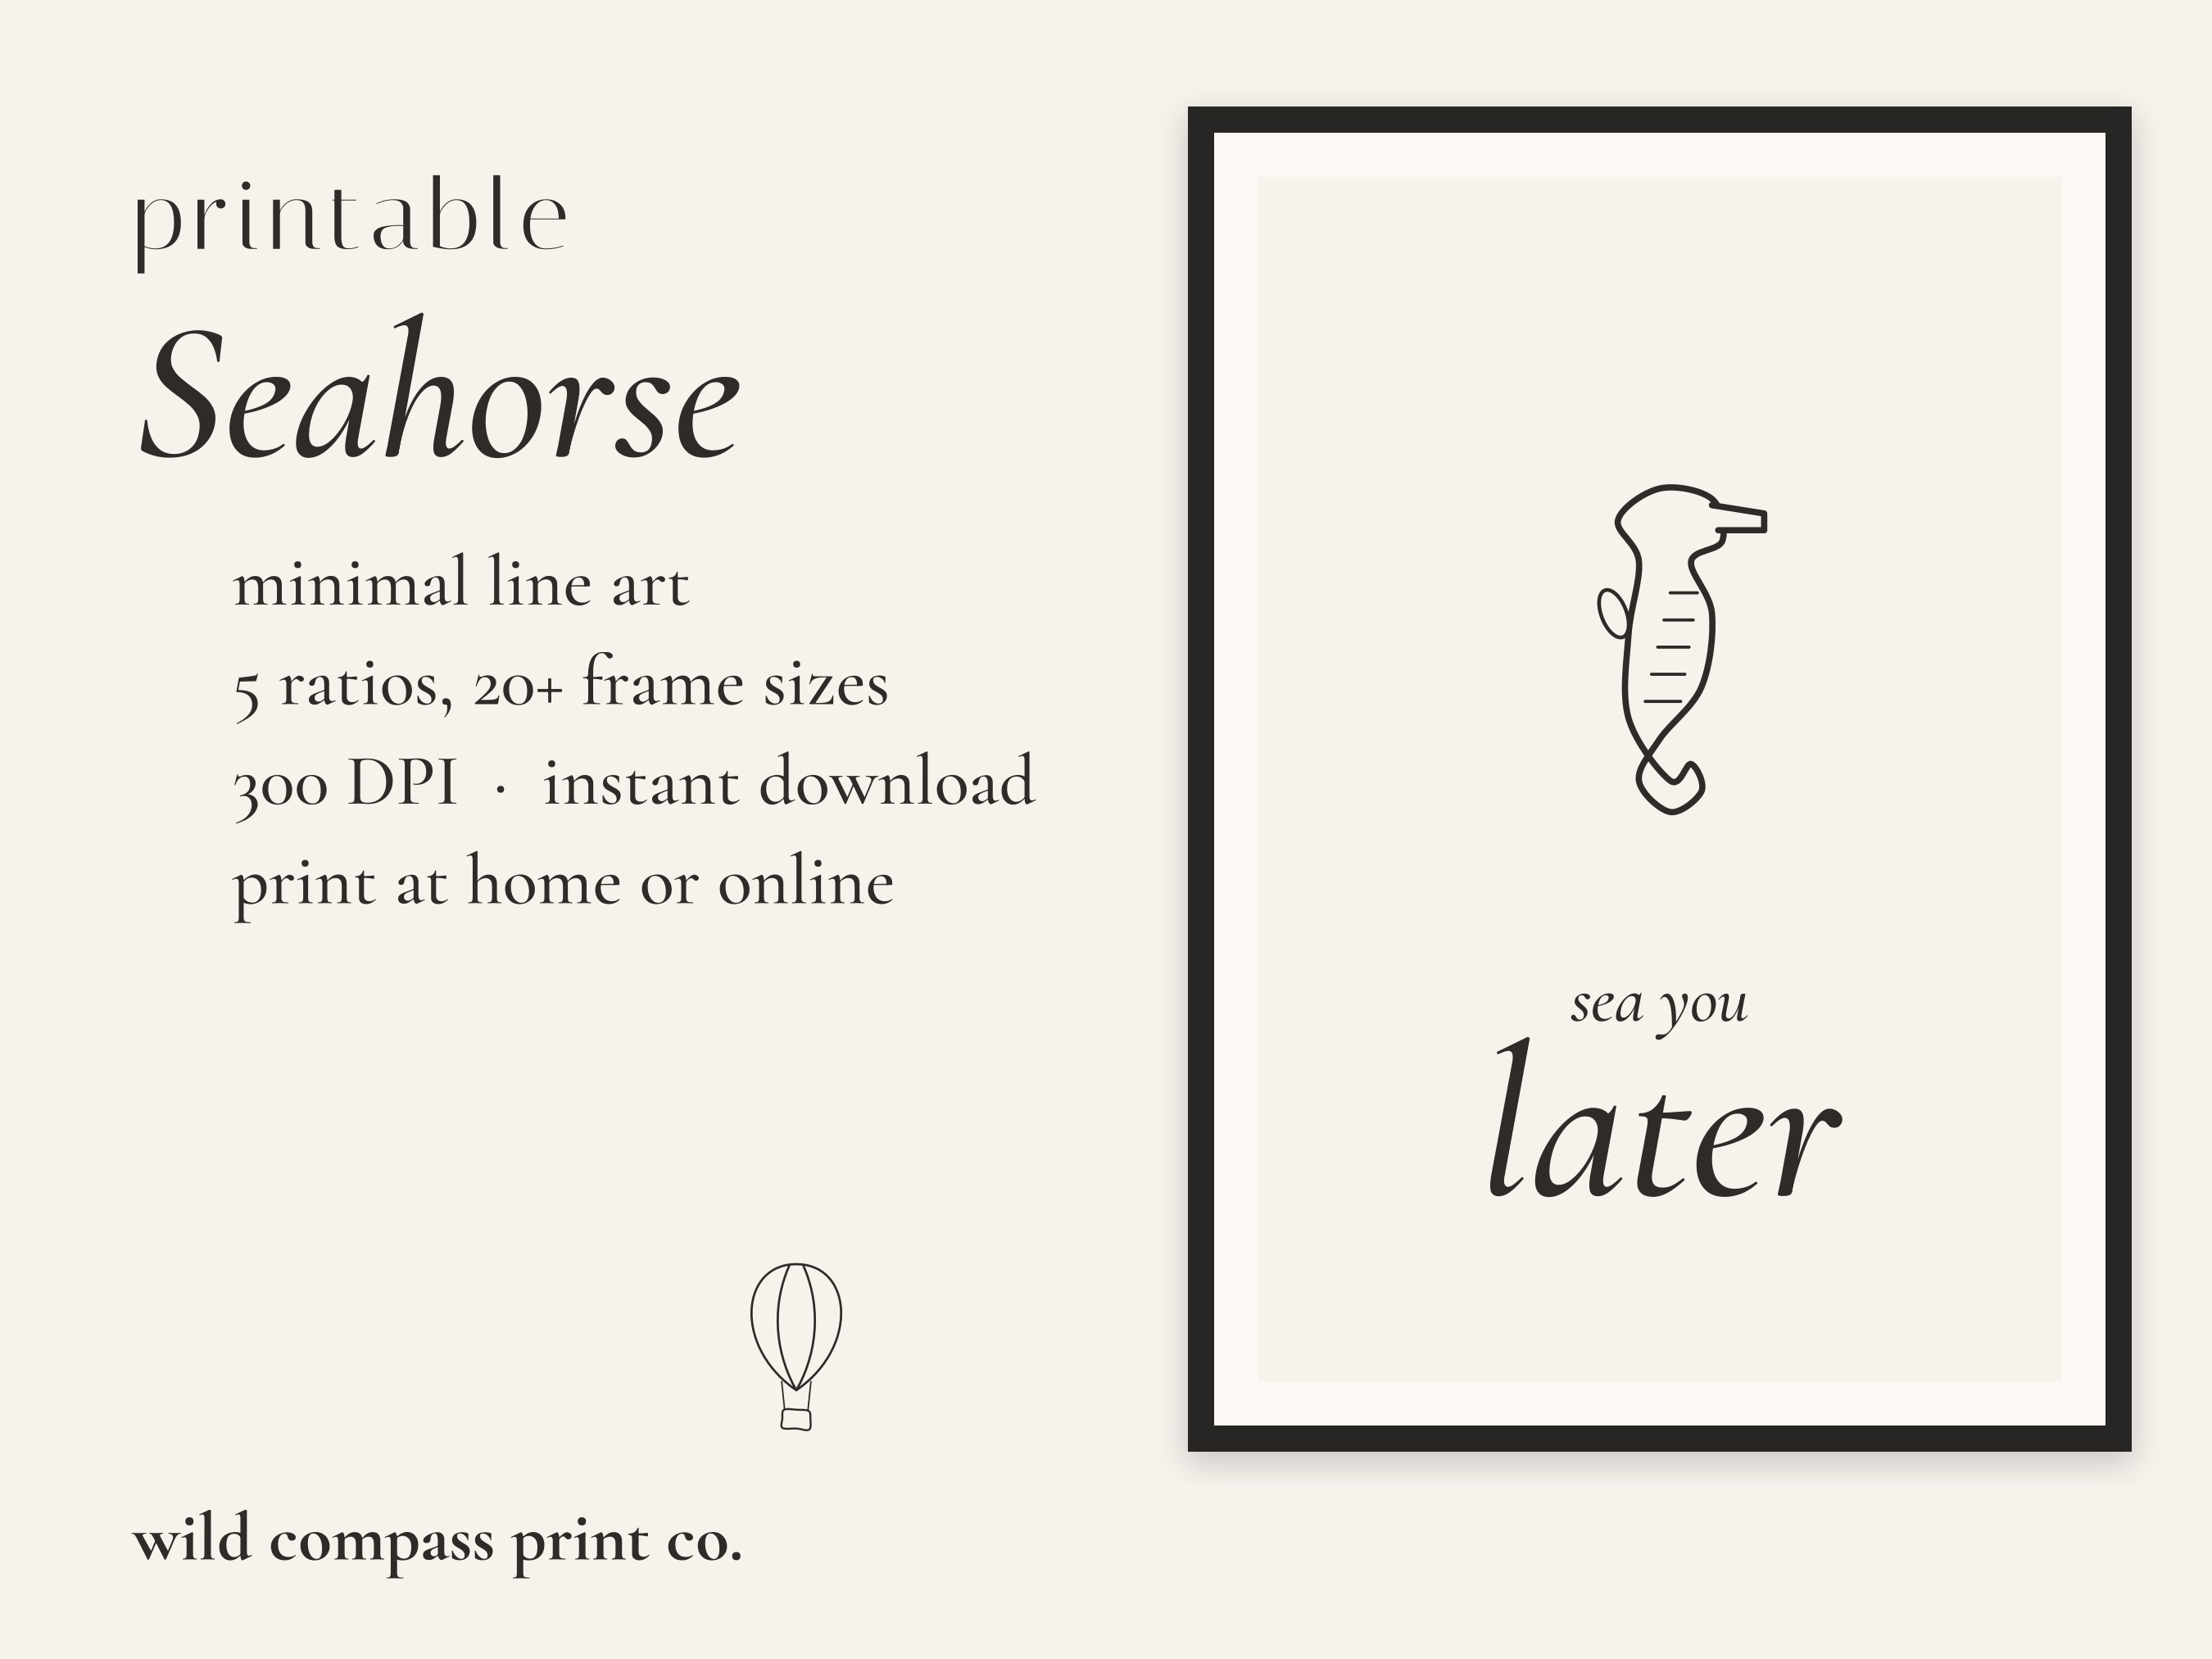 printable
Seahorse
minimal line art
5 ratios, 20+ frame sizes
300 DPI · instant download
print at home or online
wild compass print co.
sea you
later